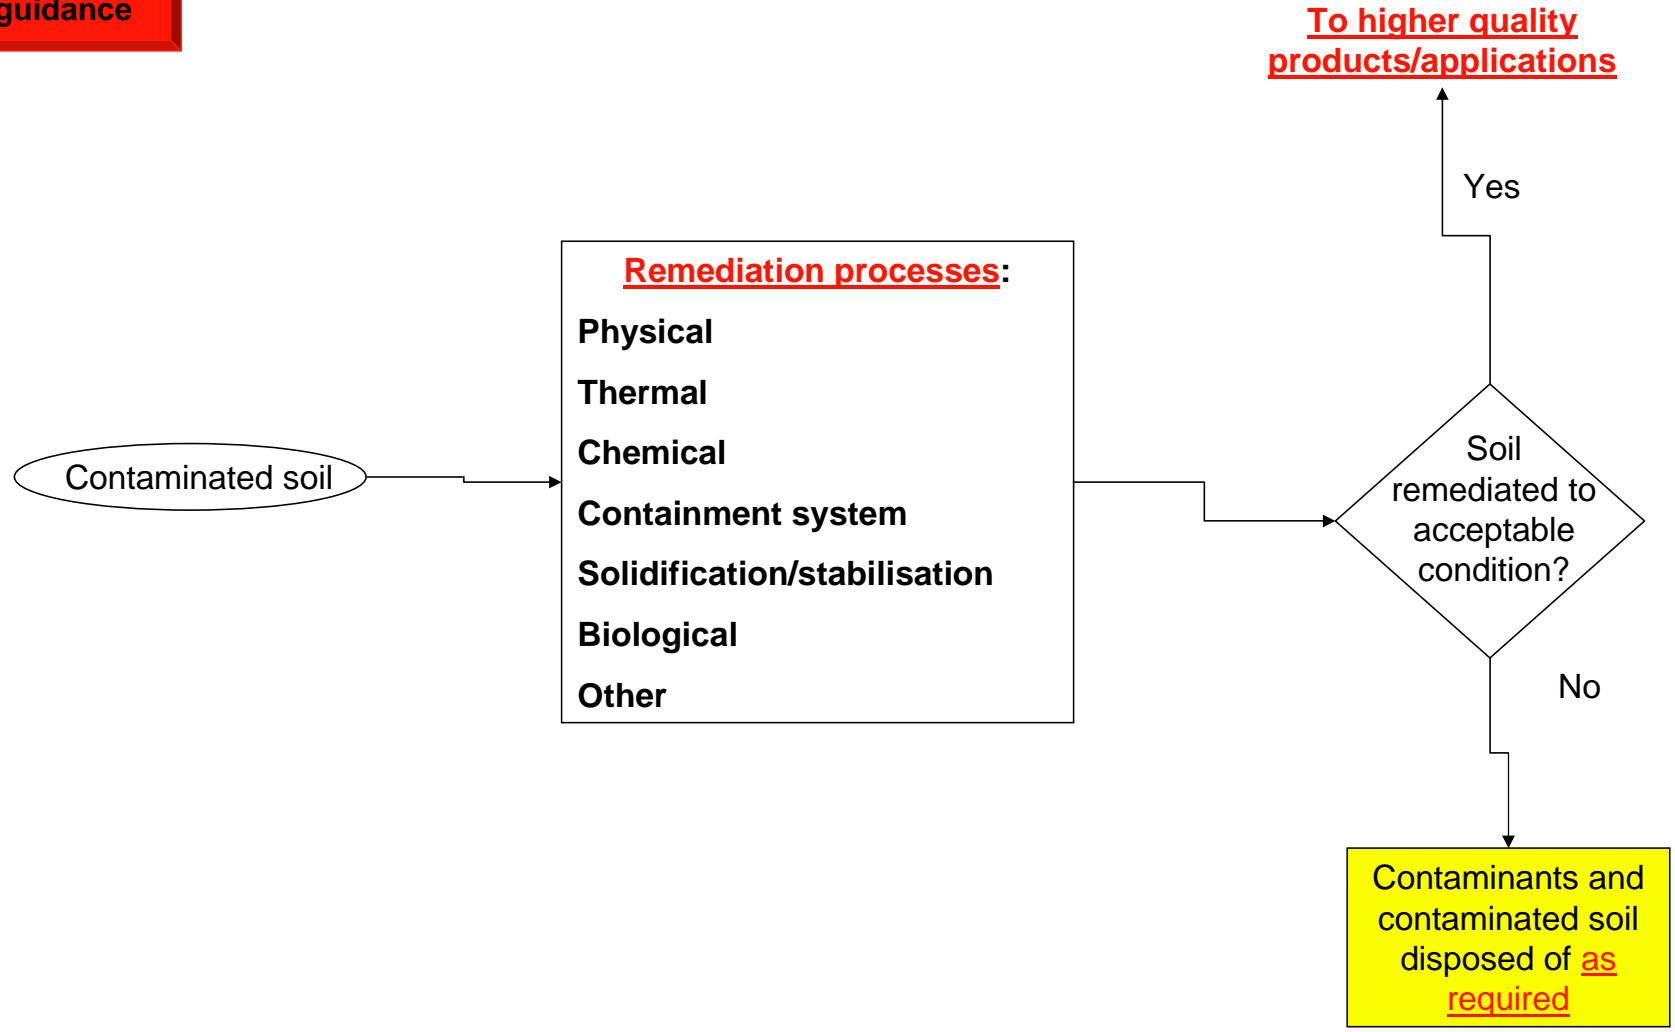 guidance
To higher quality
products/applications
Yes
Remediation processes:
Physical
Thermal
Chemical
Containment system
Solidification/stabilisation
Biological
Other
Contaminated soil
Soil
remediated to
acceptable
condition?
No
Contaminants and
contaminated soil
disposed of as
required